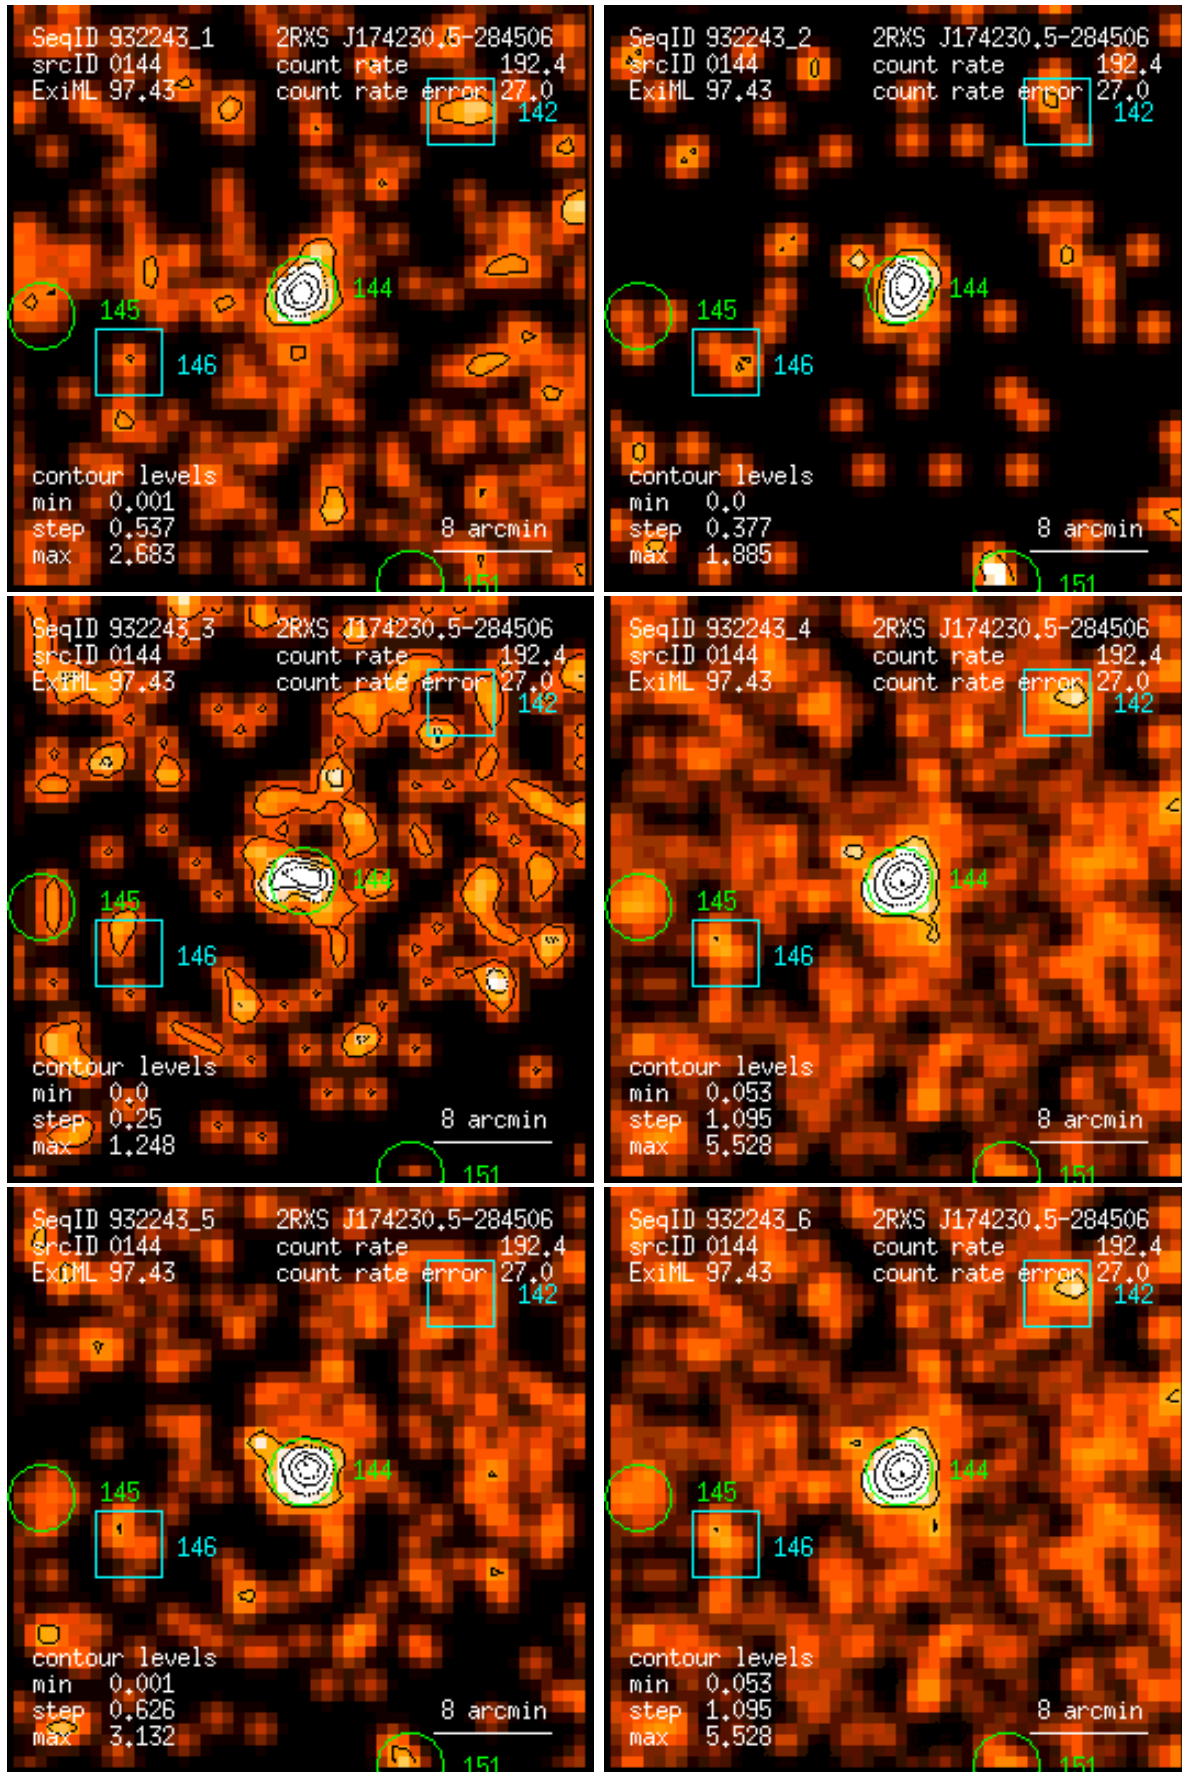 SeqID 932243_1 2RXS J174230.5-284506
srcID 0144 count rate 192.4
ExiML 97.43 count rate error 27.0
142
144
145
146
contour levels
min 0.001
step 0.537
max 2.683
8 arcmin
151
SeqID 932243_2 2RXS J174230.5-284506
srcID 0144 count rate 192.4
ExiML 97.43 count rate error 27.0
142
144
145
146
contour levels
min 0.0
step 0.377
max 1.885
8 arcmin
151
SeqID 932243_3 2RXS J174230.5-284506
srcID 0144 count rate 192.4
ExiML 97.43 count rate error 27.0
142
144
145
146
contour levels
min 0.0
step 0.25
max 1.248
8 arcmin
151
SeqID 932243_4 2RXS J174230.5-284506
srcID 0144 count rate 192.4
ExiML 97.43 count rate error 27.0
142
144
145
146
contour levels
min 0.053
step 1.095
max 5.528
8 arcmin
151
SeqID 932243_5 2RXS J174230.5-284506
srcID 0144 count rate 192.4
ExiML 97.43 count rate error 27.0
142
144
145
146
contour levels
min 0.001
step 0.626
max 3.132
8 arcmin
151
SeqID 932243_6 2RXS J174230.5-284506
srcID 0144 count rate 192.4
ExiML 97.43 count rate error 27.0
142
144
145
146
contour levels
min 0.053
step 1.095
max 5.528
8 arcmin
151